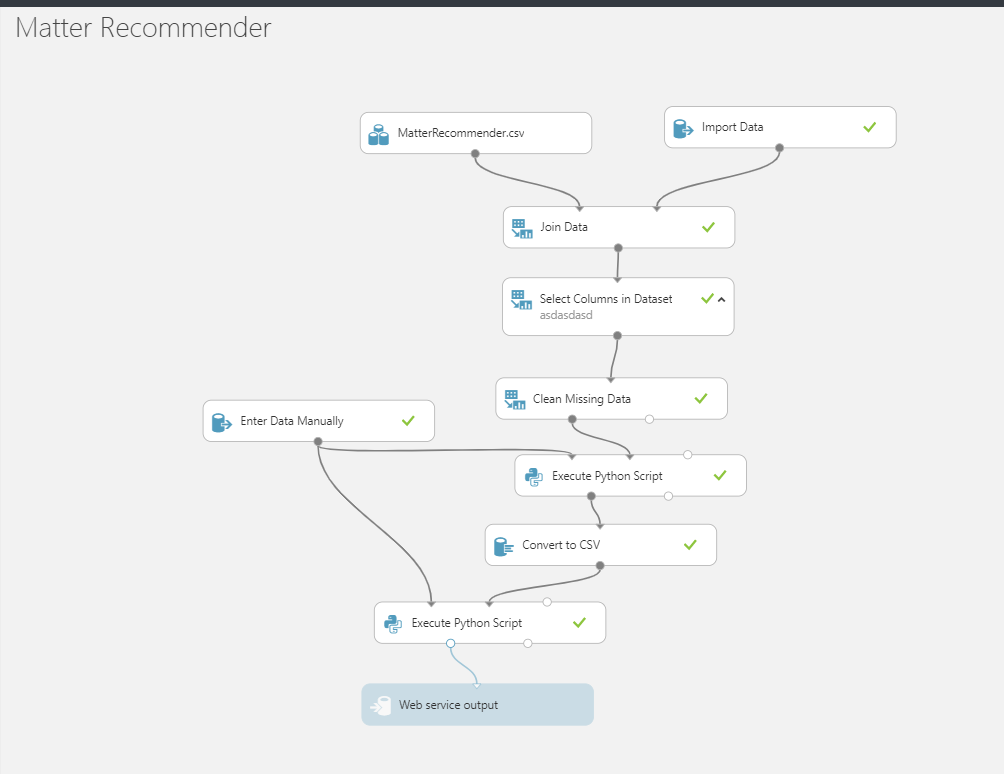 Matter Recommender
MatterRecommender.csv
Import Data
Join Data
Select Columns in Dataset
asdasdasd
Clean Missing Data
Enter Data Manually
Execute Python Script
Convert to CSV
Execute Python Script
Web service output